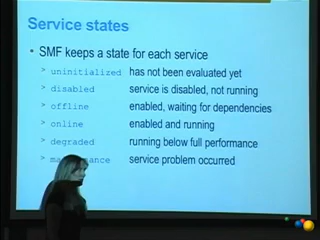 Service states
• SMF keeps a state for each service
> uninitialized has not been evaluated yet
> disabled service is disabled, not running
> offline enabled, waiting for dependencies
> online enabled and running
> degraded running below full performance
> service problem occurred